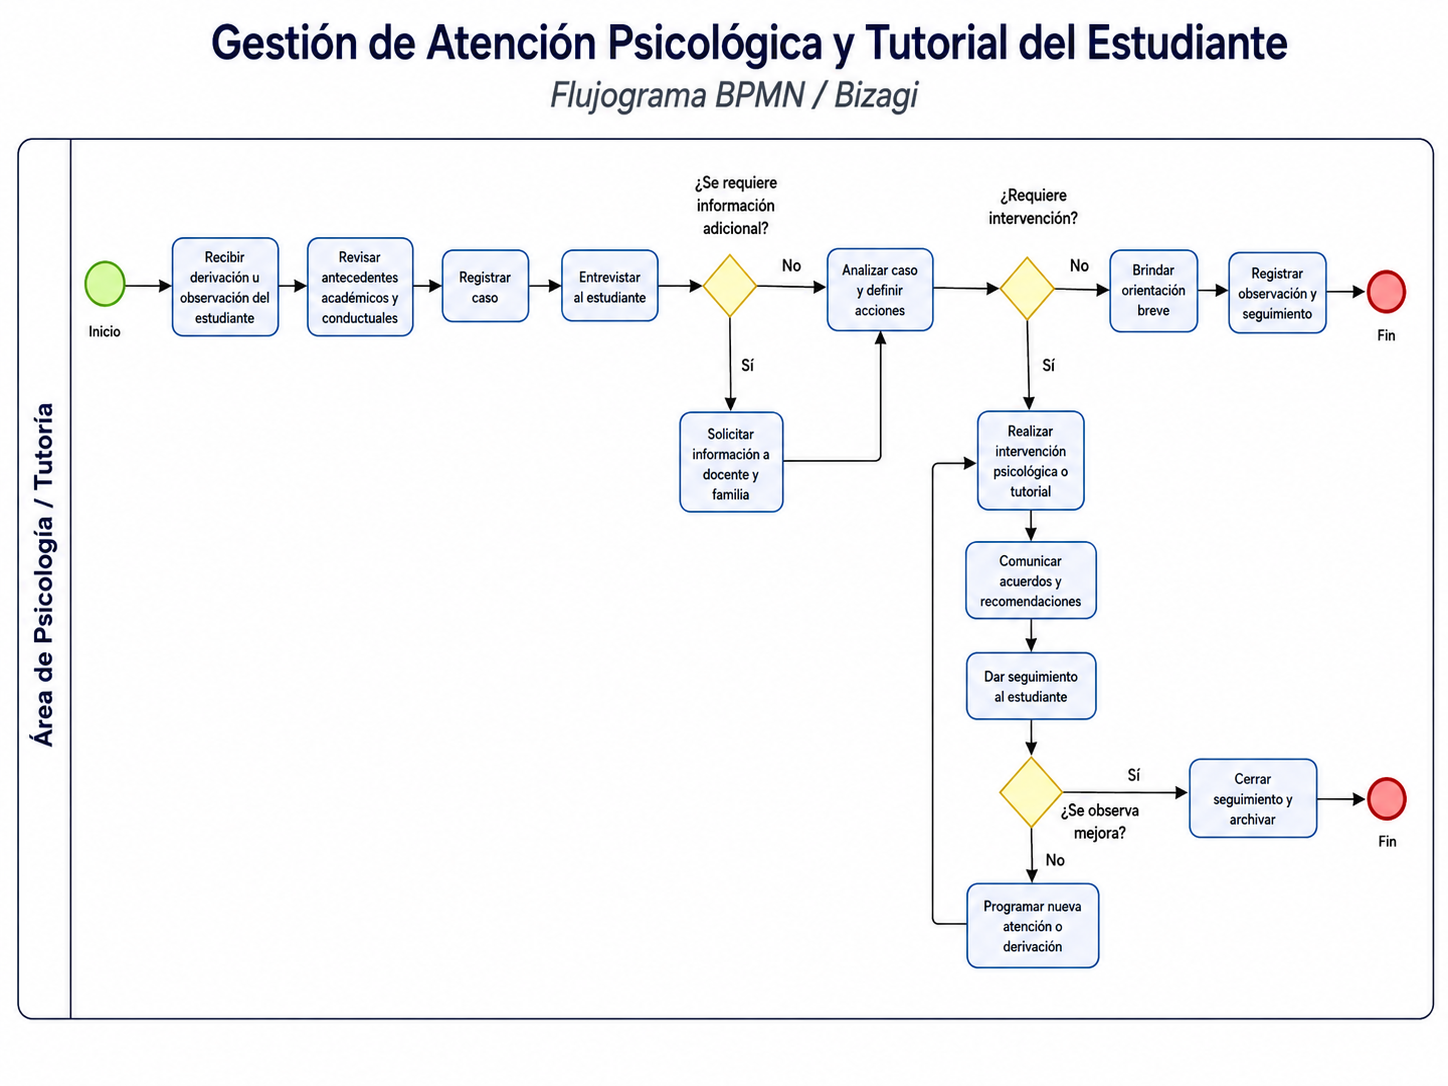 Gestión de Atención Psicológica y Tutorial del Estudiante
Flujograma BPMN / Bizagi
Área de Psicología / Tutoría
Inicio
Recibir
derivación u
observación del
estudiante
Revisar
antecedentes
académicos y
conductuales
Registrar
caso
Entrevistar
al estudiante
¿Se requiere
información
adicional?
No
Sí
Solicitar
información a
docente y
familia
Analizar caso
y definir
acciones
¿Requiere
intervención?
No
Brindar
orientación
breve
Registrar
observación y
seguimiento
Fin
Sí
Realizar
intervención
psicológica o
tutorial
Comunicar
acuerdos y
recomendaciones
Dar seguimiento
al estudiante
¿Se observa
mejora?
Sí
Cerrar
seguimiento y
archivar
Fin
No
Programar nueva
atención o
derivación